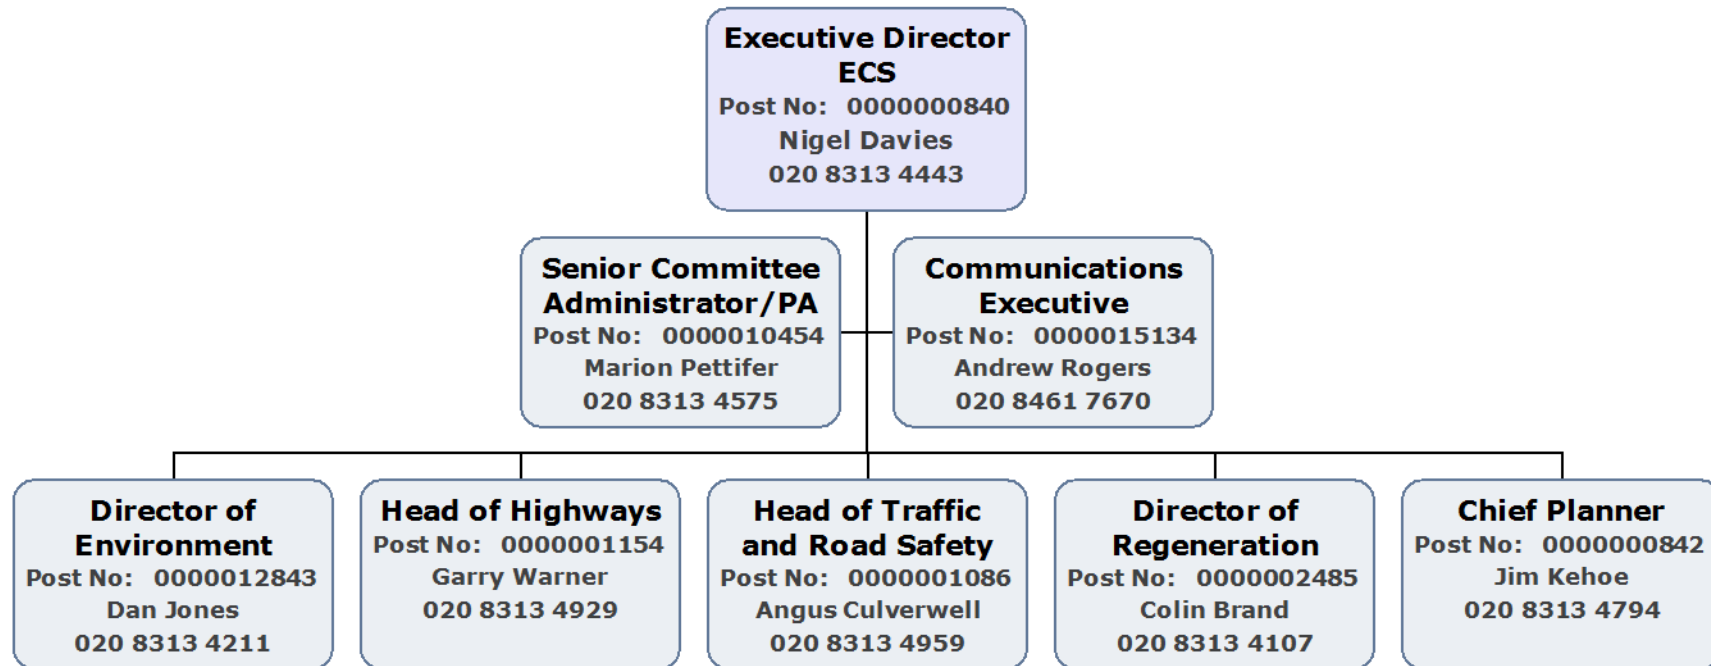 Executive Director
ECS
Post No: 0000000840
Nigel Davies
020 8313 4443
Senior Committee
Administrator/PA
Post No: 0000010454
Marion Pettifer
020 8313 4575
Communications
Executive
Post No: 0000015134
Andrew Rogers
020 8461 7670
Director of
Environment
Post No: 0000012843
Dan Jones
020 8313 4211
Head of Highways
Post No: 0000001154
Garry Warner
020 8313 4929
Head of Traffic
and Road Safety
Post No: 0000001086
Angus Culverwell
020 8313 4959
Director of
Regeneration
Post No: 0000002485
Colin Brand
020 8313 4107
Chief Planner
Post No: 0000000842
Jim Kehoe
020 8313 4794